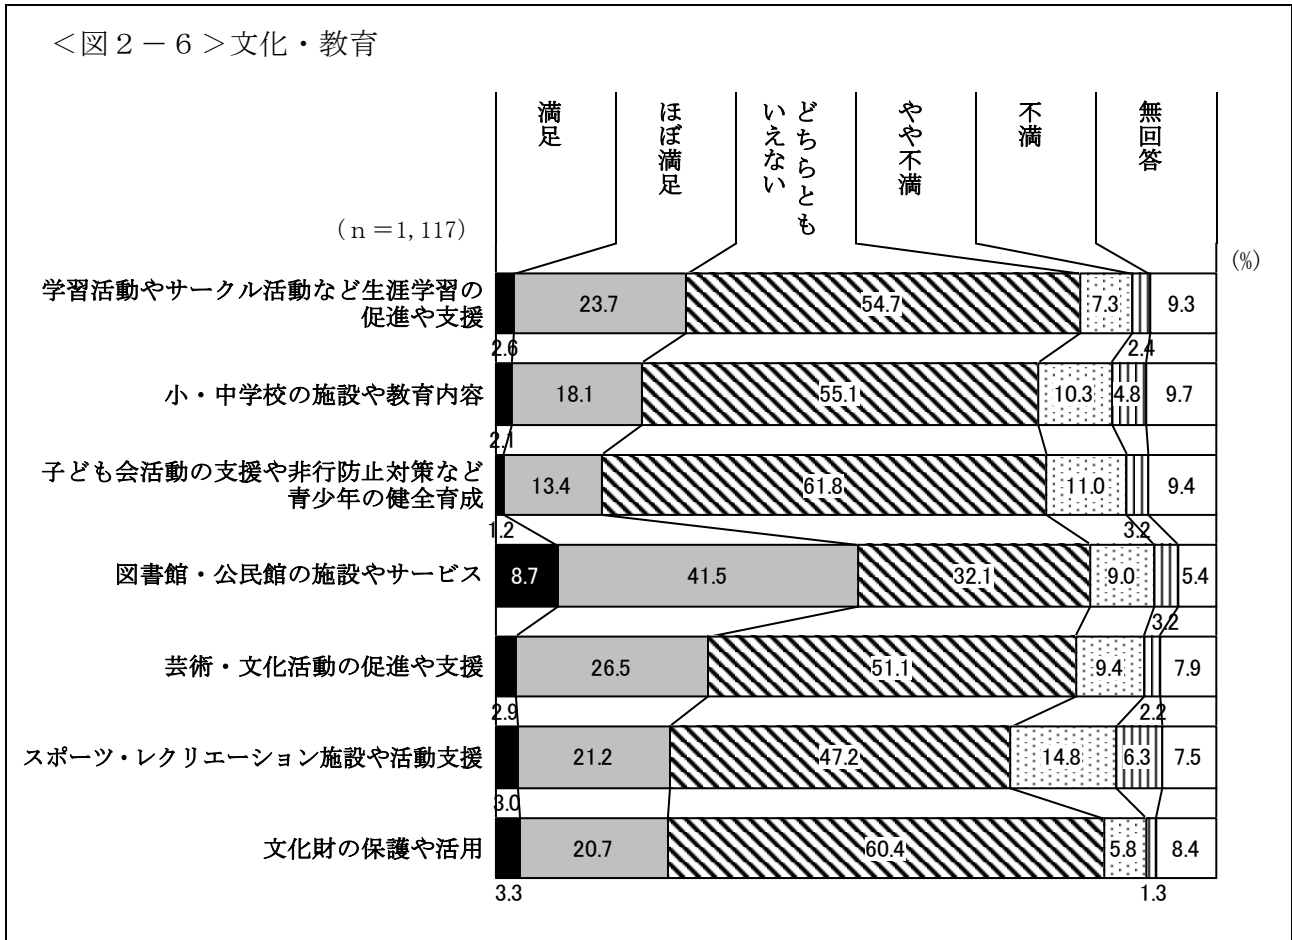 ＜図２－６＞文化・教育
満足
ほぼ満足
どちらとも
いえない
やや不満
不満
無回答
（ｎ＝1,117）
(%)
学習活動やサークル活動など生涯学習の
促進や支援
23.7
54.7
7.3
9.3
2.6
2.4
小・中学校の施設や教育内容
18.1
55.1
10.3
4.8
9.7
2.1
子ども会活動の支援や非行防止対策など
青少年の健全育成
13.4
61.8
11.0
9.4
1.2
3.2
図書館・公民館の施設やサービス
8.7
41.5
32.1
9.0
5.4
3.2
芸術・文化活動の促進や支援
26.5
51.1
9.4
7.9
2.9
2.2
スポーツ・レクリエーション施設や活動支援
21.2
47.2
14.8
6.3
7.5
3.0
文化財の保護や活用
20.7
60.4
5.8
8.4
3.3
1.3